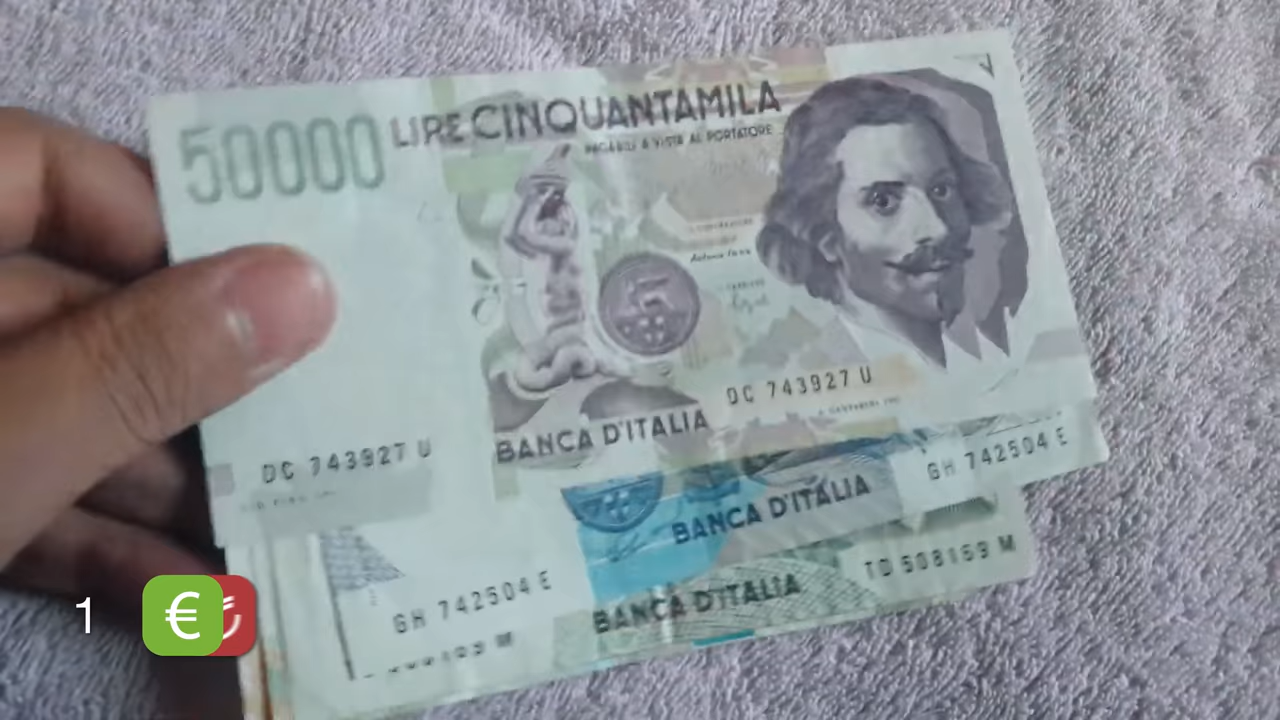 50000 LIRE CINQUANTAMILA
PAGABILI A VISTA AL PORTATORE
DC 743927 U
BANCA D'ITALIA
DC 743927 U
GH 742504 E
BANCA D'ITALIA
TD 508169 M
BANCA D'ITALIA
GH 742504 E
1 €